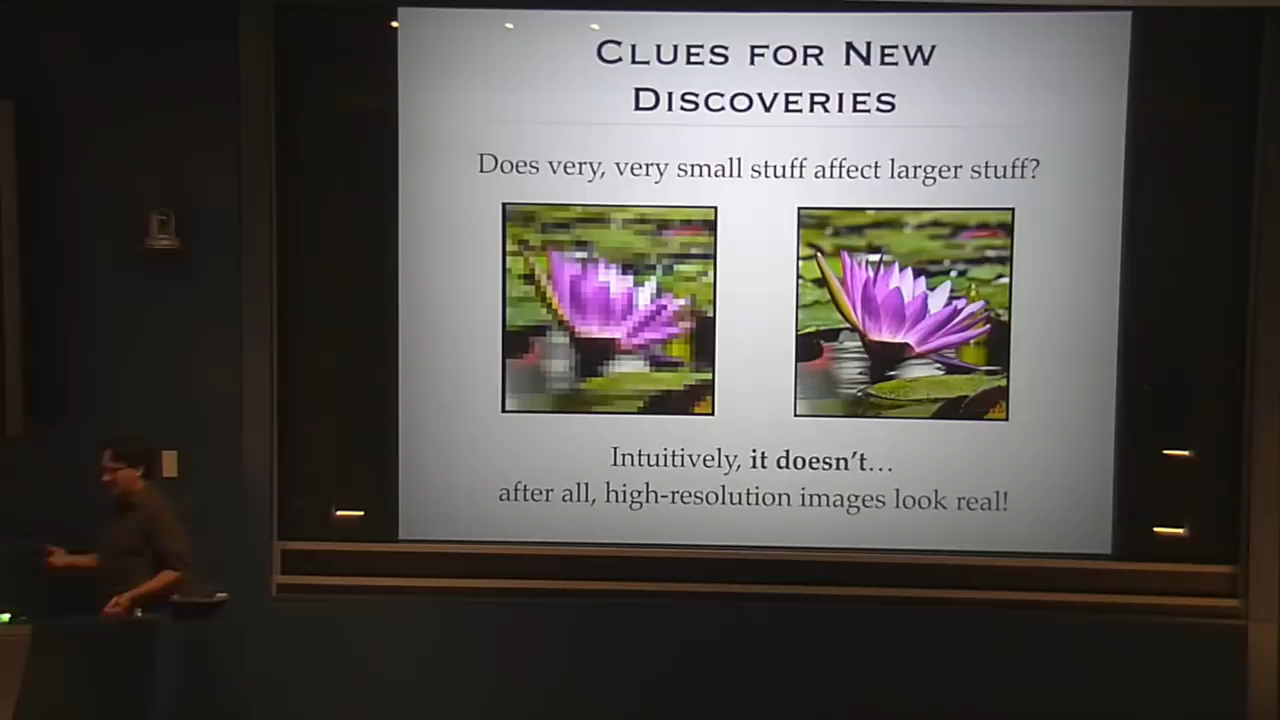 CLUES FOR NEW
DISCOVERIES
Does very, very small stuff affect larger stuff?
Intuitively, it doesn't...
after all, high-resolution images look real!